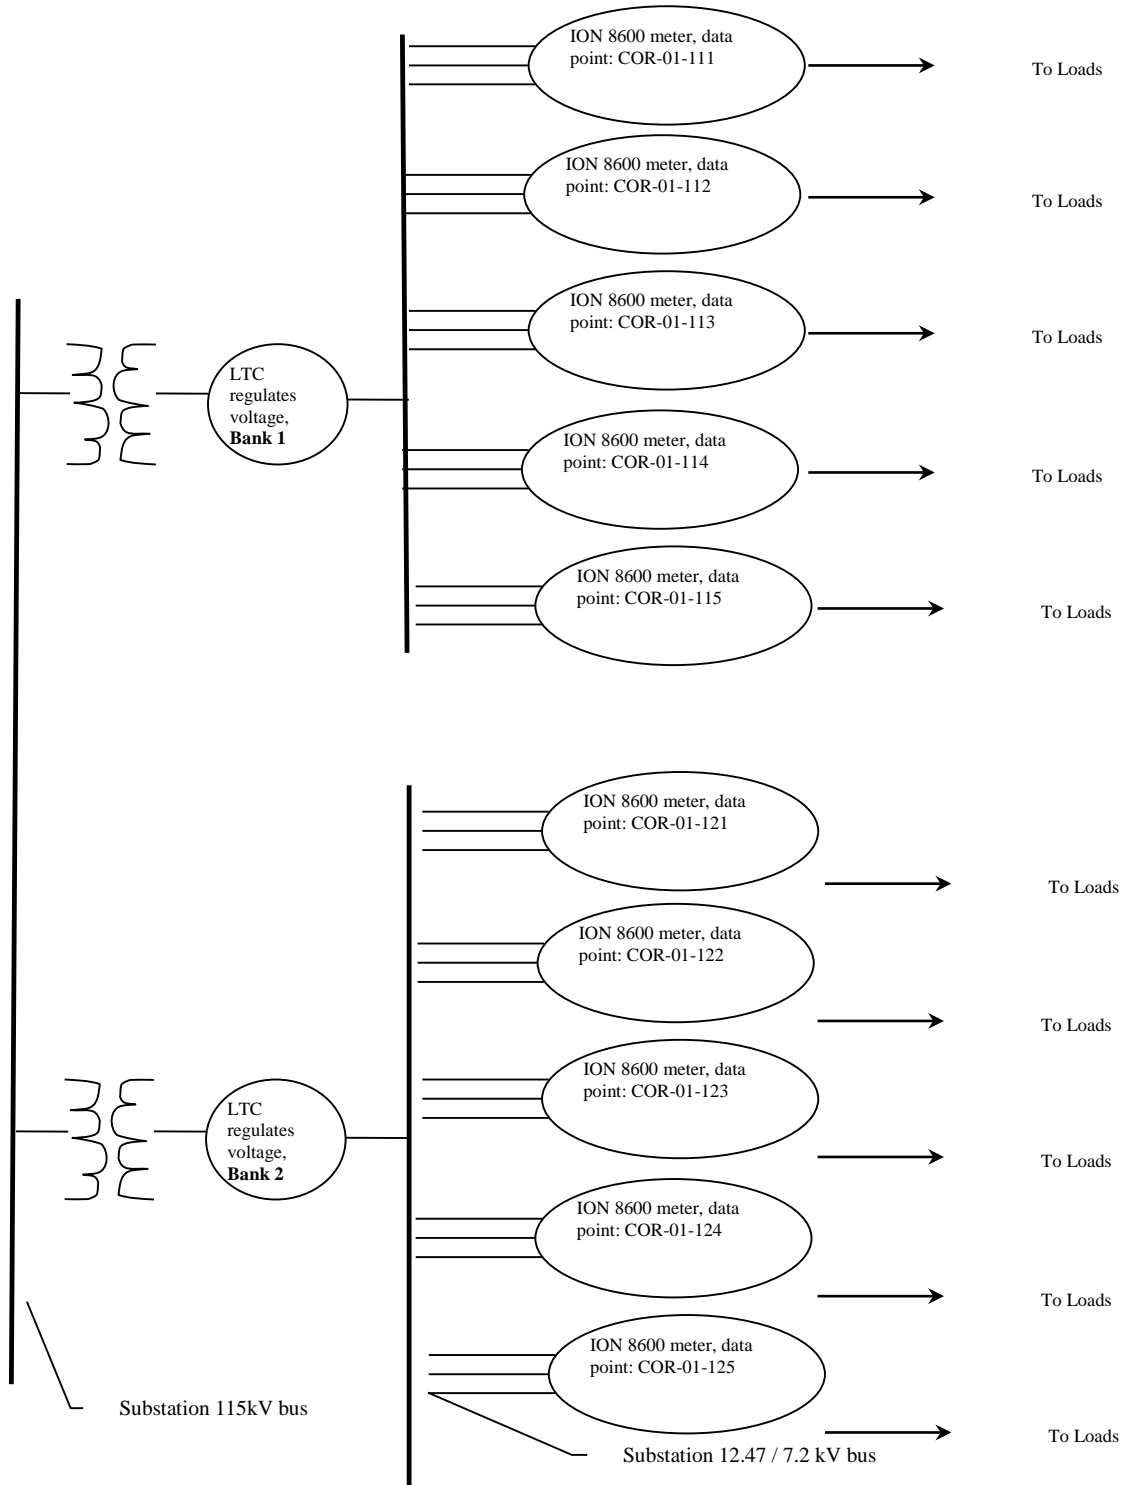 ION 8600 meter, data
point: COR-01-111
To Loads
ION 8600 meter, data
point: COR-01-112
To Loads
ION 8600 meter, data
point: COR-01-113
To Loads
LTC
regulates
voltage,
Bank 1
ION 8600 meter, data
point: COR-01-114
To Loads
ION 8600 meter, data
point: COR-01-115
To Loads
ION 8600 meter, data
point: COR-01-121
To Loads
ION 8600 meter, data
point: COR-01-122
To Loads
ION 8600 meter, data
point: COR-01-123
To Loads
LTC
regulates
voltage,
Bank 2
ION 8600 meter, data
point: COR-01-124
To Loads
ION 8600 meter, data
point: COR-01-125
To Loads
Substation 115kV bus
Substation 12.47 / 7.2 kV bus